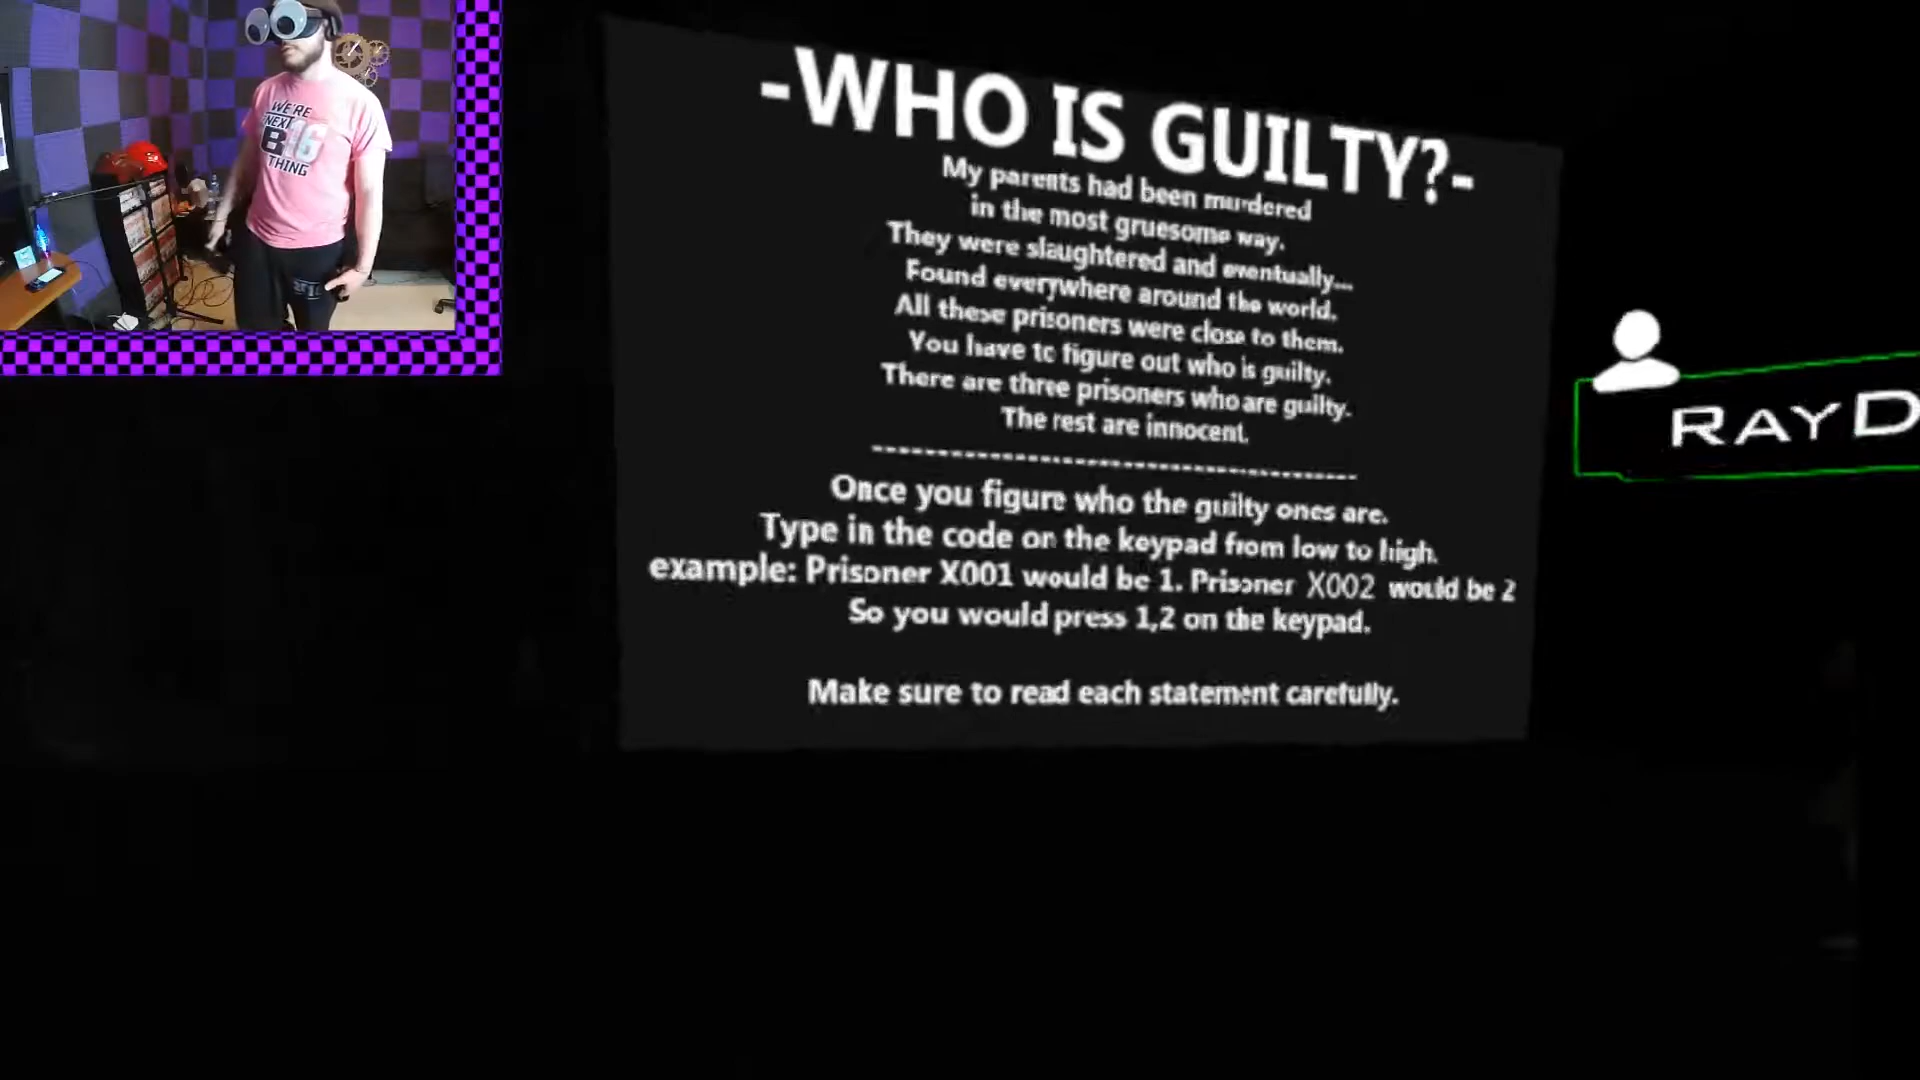 -WHO IS GUILTY?-
My parents had been murdered
in the most gruesome way.
They were slaughtered and eventually...
Found everywhere around the world.
All these prisoners were close to them.
You have to figure out who is guilty.
There are three prisoners who are guilty.
The rest are innocent.
----------------------------------------
Once you figure who the guilty ones are.
Type in the code on the keypad from low to high.
example: Prisoner X001 would be 1. Prisoner X002 would be 2
So you would press 1,2 on the keypad.
Make sure to read each statement carefully.
RAYD
WE'RE
NEXT
B1G
THING